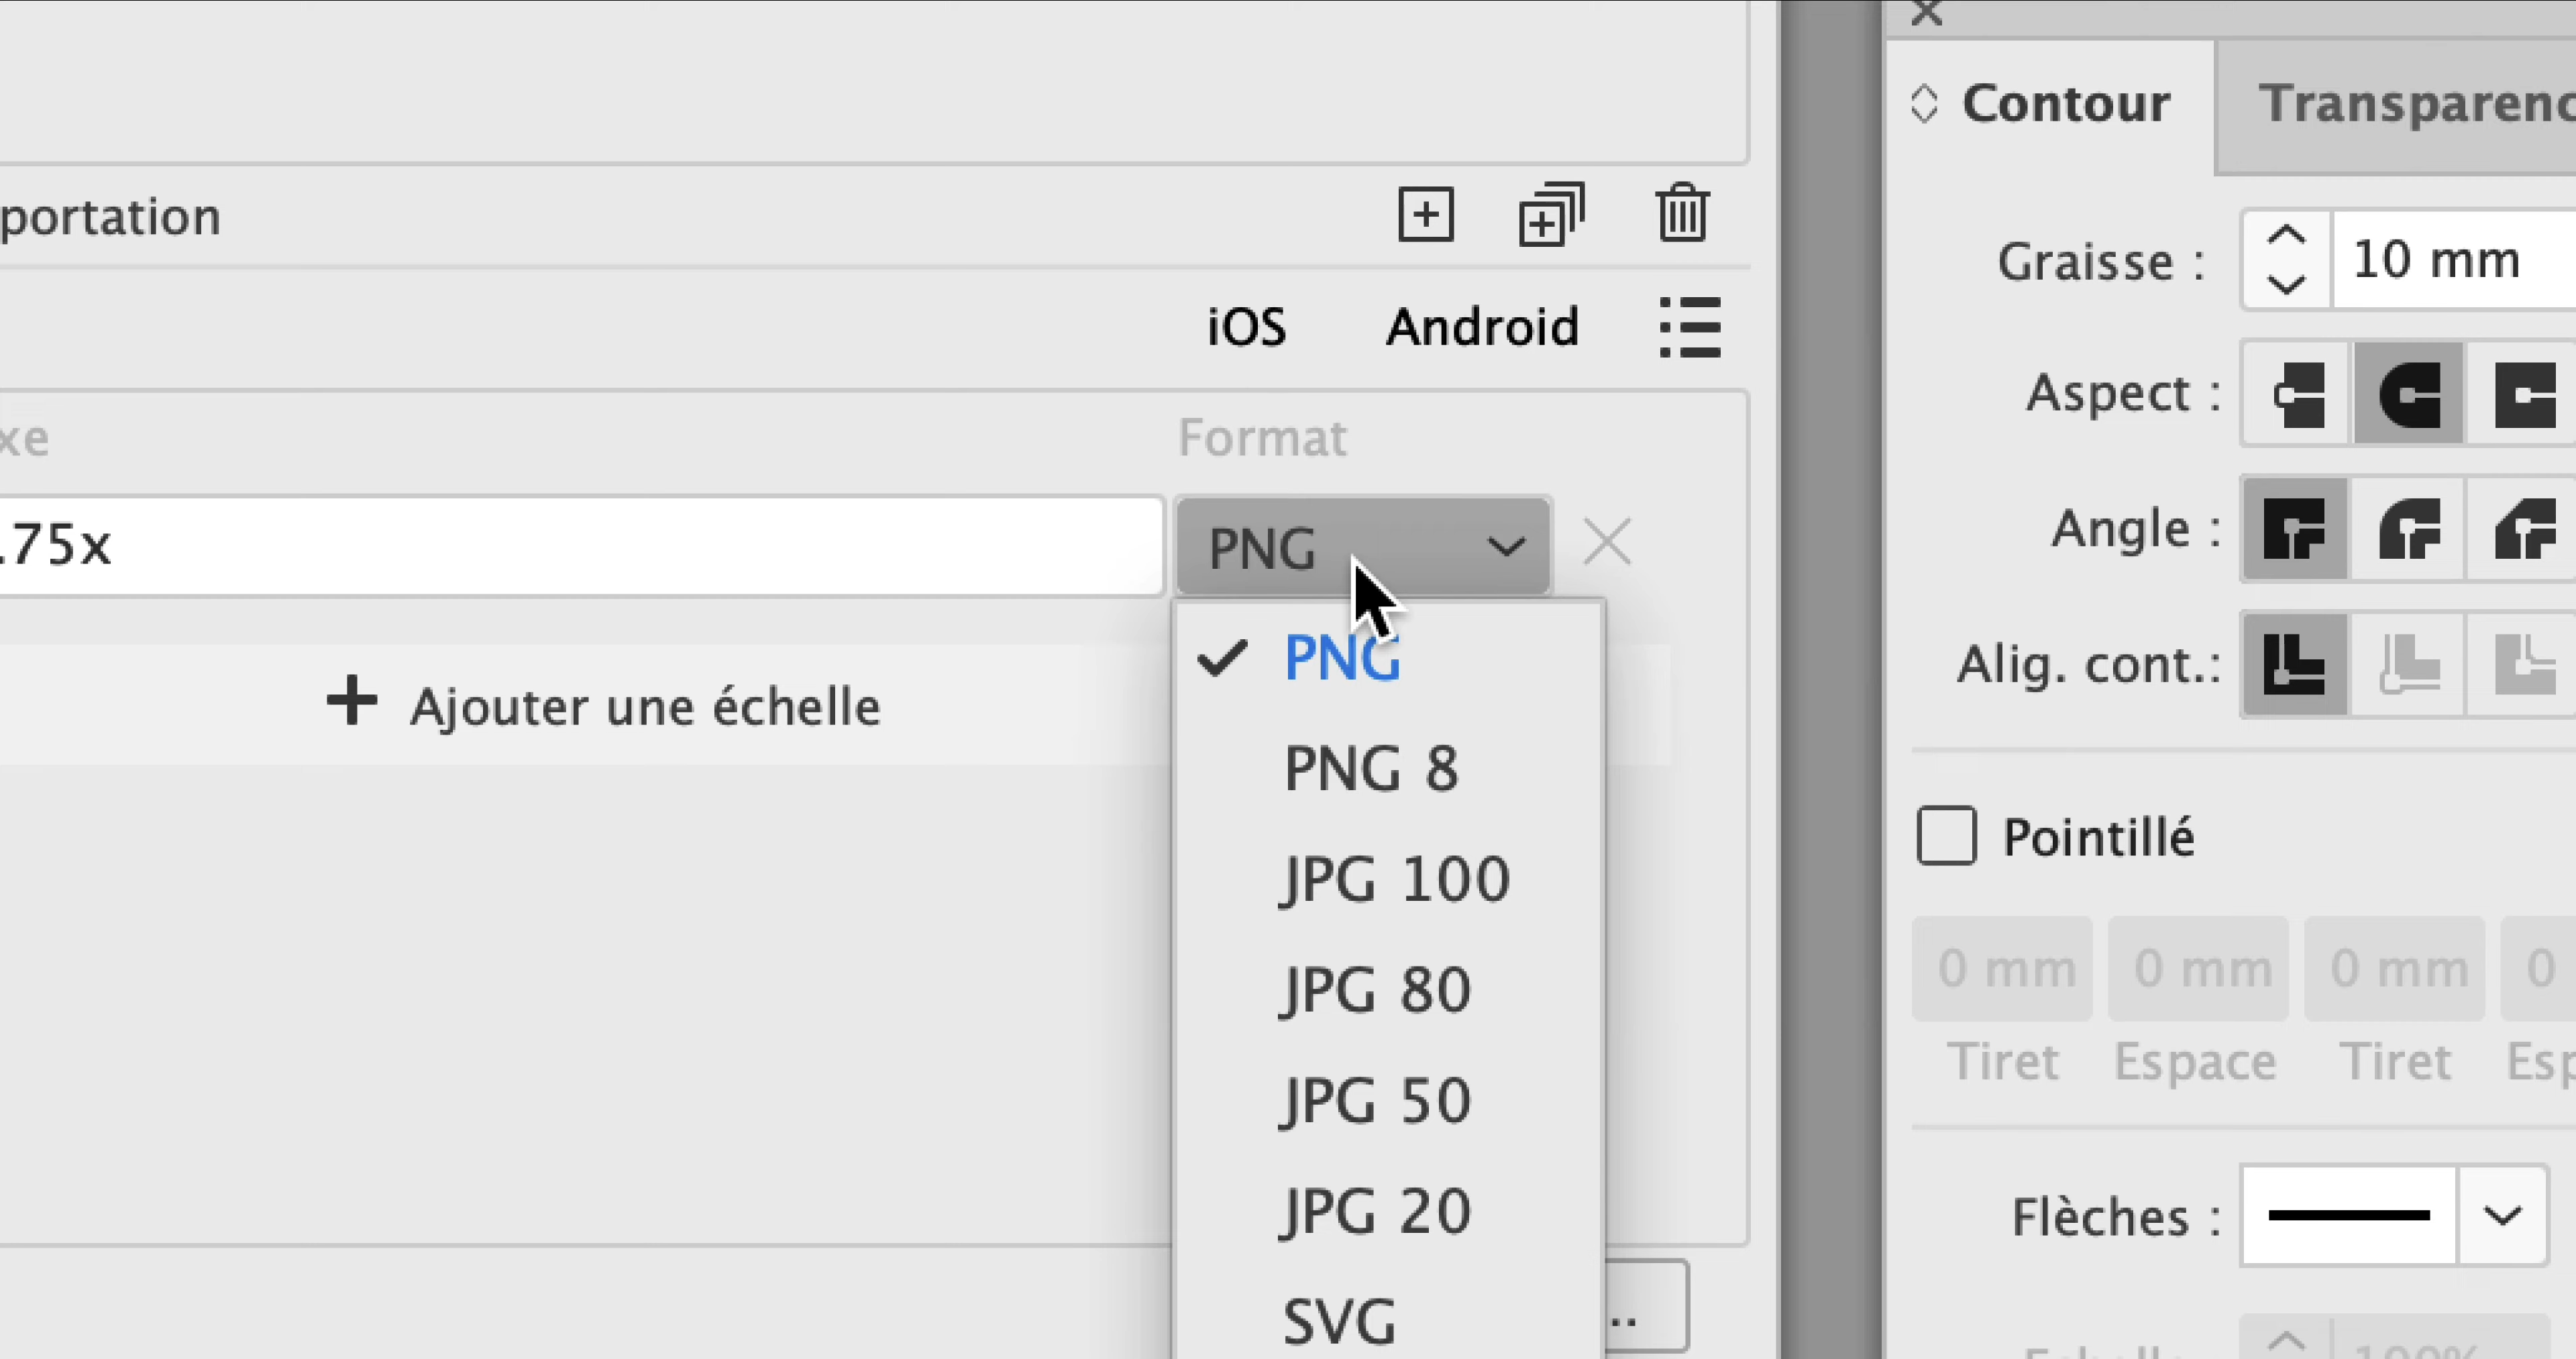 portation
iOS Android
xe Format
.75x PNG
Ajouter une échelle
PNG
PNG 8
JPG 100
JPG 80
JPG 50
JPG 20
SVG
..
Contour Transparenc
Graisse : 10 mm
Aspect :
Angle :
Alig. cont.:
Pointillé
0 mm 0 mm 0 mm 0
Tiret Espace Tiret Esp
Flèches :
100%